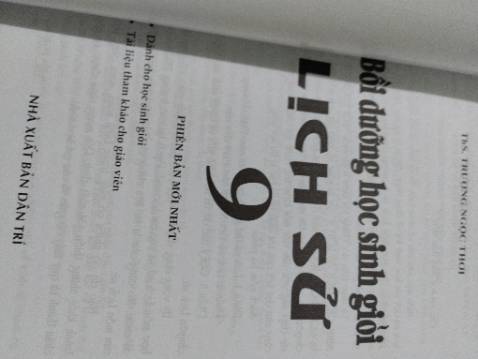 ThS. TRƯƠNG NGỌC THƠI
Bồi dưỡng học sinh giỏi
LỊCH SỬ
9
PHIÊN BẢN MỚI NHẤT
• Dành cho học sinh giỏi
• Tài liệu tham khảo cho giáo viên
NHÀ XUẤT BẢN DÂN TRÍ